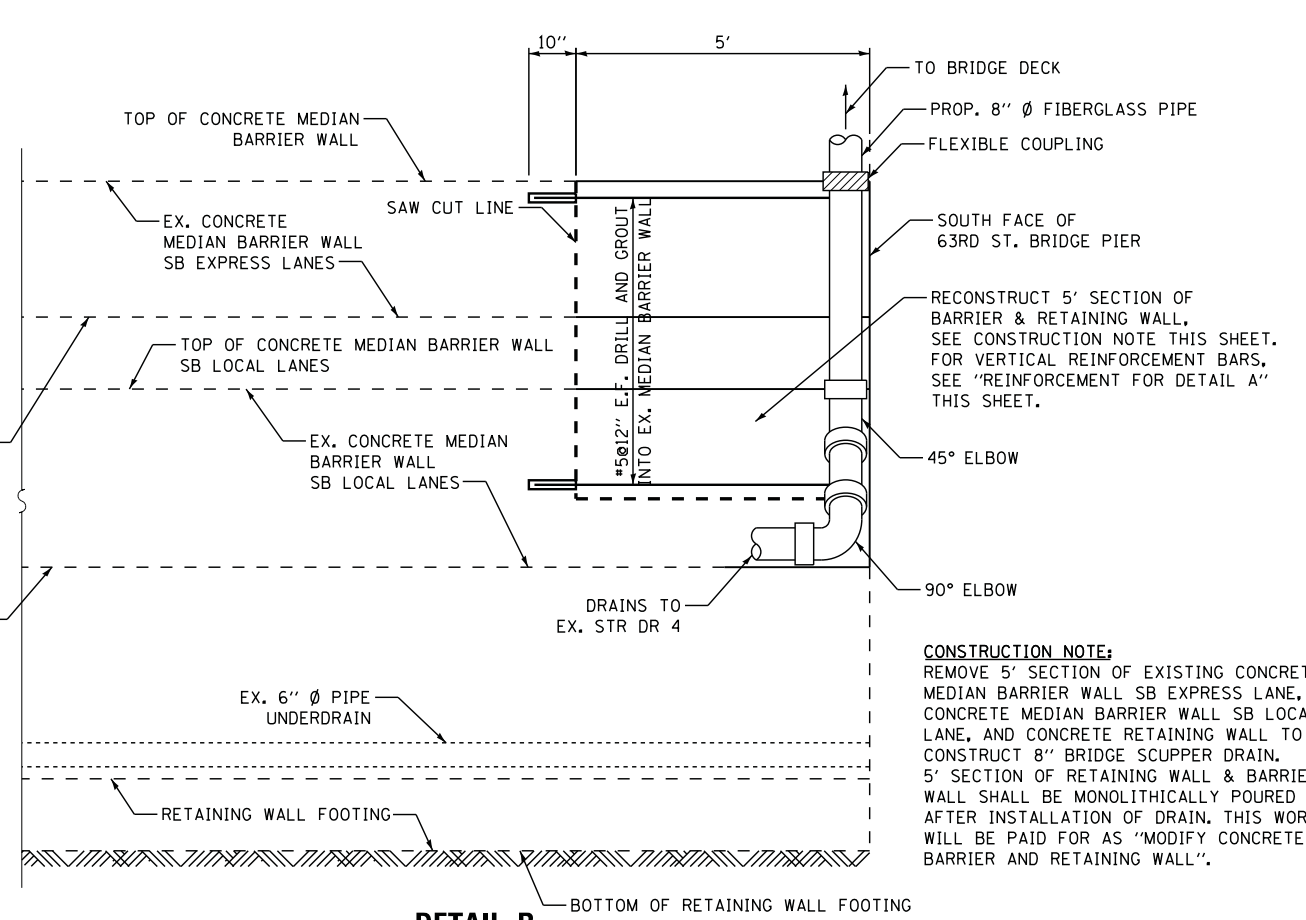 10''
5'
TO BRIDGE DECK
PROP. 8'' Ø FIBERGLASS PIPE
FLEXIBLE COUPLING
TOP OF CONCRETE MEDIAN
BARRIER WALL
SAW CUT LINE
EX. CONCRETE
MEDIAN BARRIER WALL
SB EXPRESS LANES
SOUTH FACE OF
63RD ST. BRIDGE PIER
#5@12'' E.F. DRILL AND GROUT
INTO EX. MEDIAN BARRIER WALL
RECONSTRUCT 5' SECTION OF
BARRIER & RETAINING WALL,
SEE CONSTRUCTION NOTE THIS SHEET.
FOR VERTICAL REINFORCEMENT BARS,
SEE ''REINFORCEMENT FOR DETAIL A''
THIS SHEET.
TOP OF CONCRETE MEDIAN BARRIER WALL
SB LOCAL LANES
EX. CONCRETE MEDIAN
BARRIER WALL
SB LOCAL LANES
45° ELBOW
90° ELBOW
DRAINS TO
EX. STR DR 4
EX. 6'' Ø PIPE
UNDERDRAIN
RETAINING WALL FOOTING
BOTTOM OF RETAINING WALL FOOTING
CONSTRUCTION NOTE:
REMOVE 5' SECTION OF EXISTING CONCRET
MEDIAN BARRIER WALL SB EXPRESS LANE,
CONCRETE MEDIAN BARRIER WALL SB LOCA
LANE, AND CONCRETE RETAINING WALL TO
CONSTRUCT 8'' BRIDGE SCUPPER DRAIN.
5' SECTION OF RETAINING WALL & BARRIE
WALL SHALL BE MONOLITHICALLY POURED
AFTER INSTALLATION OF DRAIN. THIS WOR
WILL BE PAID FOR AS ''MODIFY CONCRETE
BARRIER AND RETAINING WALL''.
DETAIL B